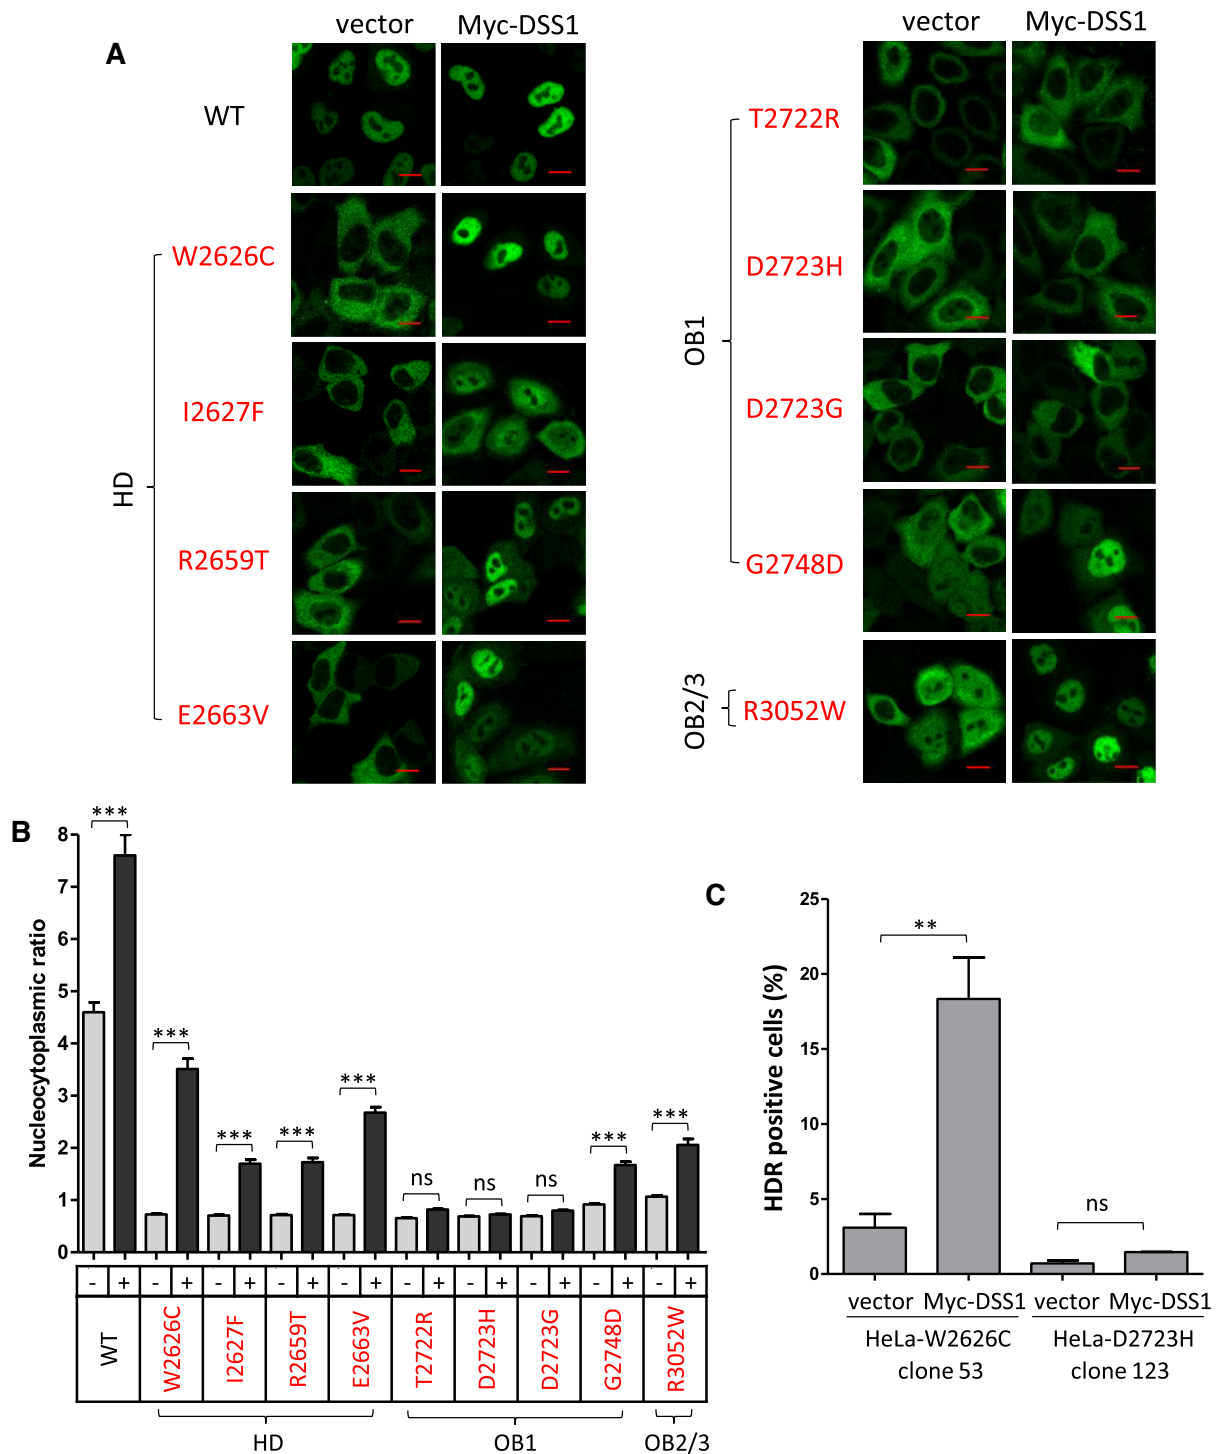 A
vector Myc-DSS1
WT
W2626C
I2627F
HD
R2659T
E2663V
vector Myc-DSS1
T2722R
D2723H
OB1
D2723G
G2748D
OB2/3 R3052W
B
Nucleocytoplasmic ratio
8
7
6
5
4
3
2
1
0
*** *** *** *** *** ns ns ns *** ***
- + - + - + - + - + - + - + - + - + - +
WT W2626C I2627F R2659T E2663V T2722R D2723H D2723G G2748D R3052W
HD OB1 OB2/3
C
HDR positive cells (%)
25
20
15
10
5
0
** ns
vector Myc-DSS1 vector Myc-DSS1
HeLa-W2626C HeLa-D2723H
clone 53 clone 123